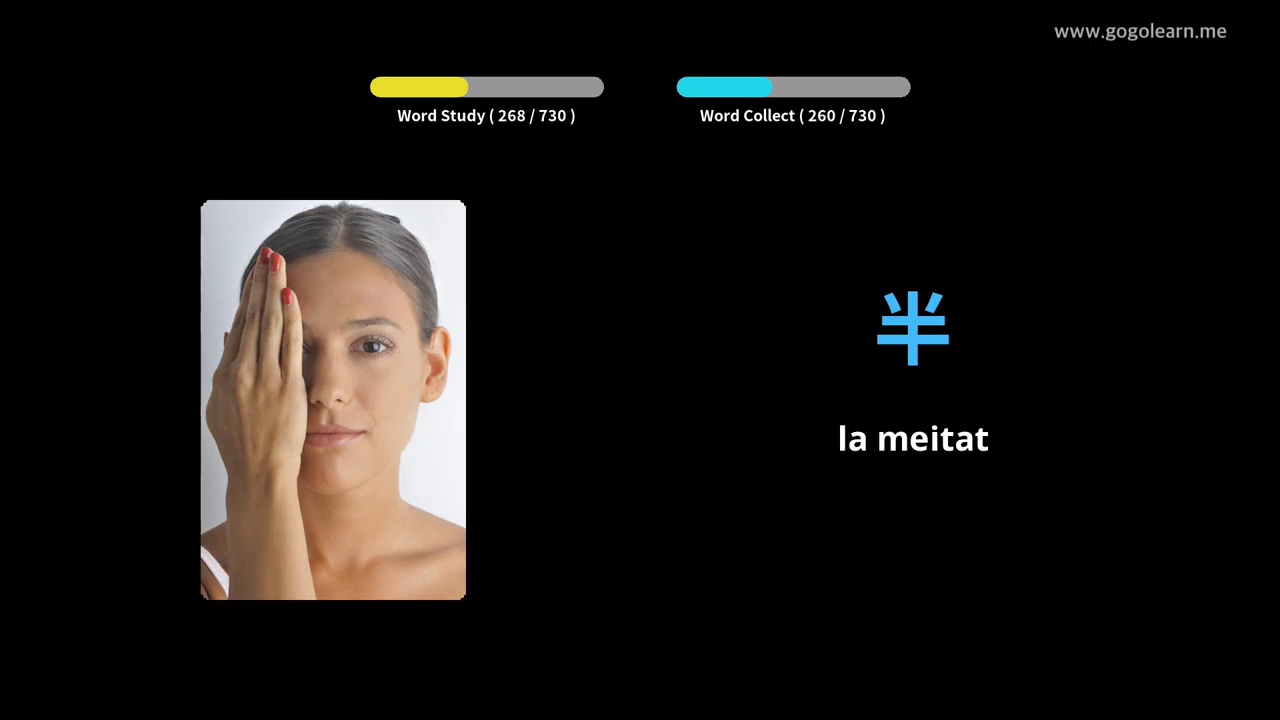 www.gogolearn.me
Word Study ( 268 / 730 )
Word Collect ( 260 / 730 )
半
la meitat